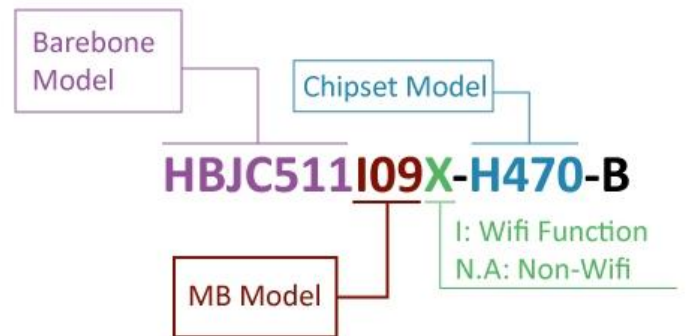 Barebone
Model
Chipset Model
HBJC511I09X-H470-B
I: Wifi Function
N.A: Non-Wifi
MB Model